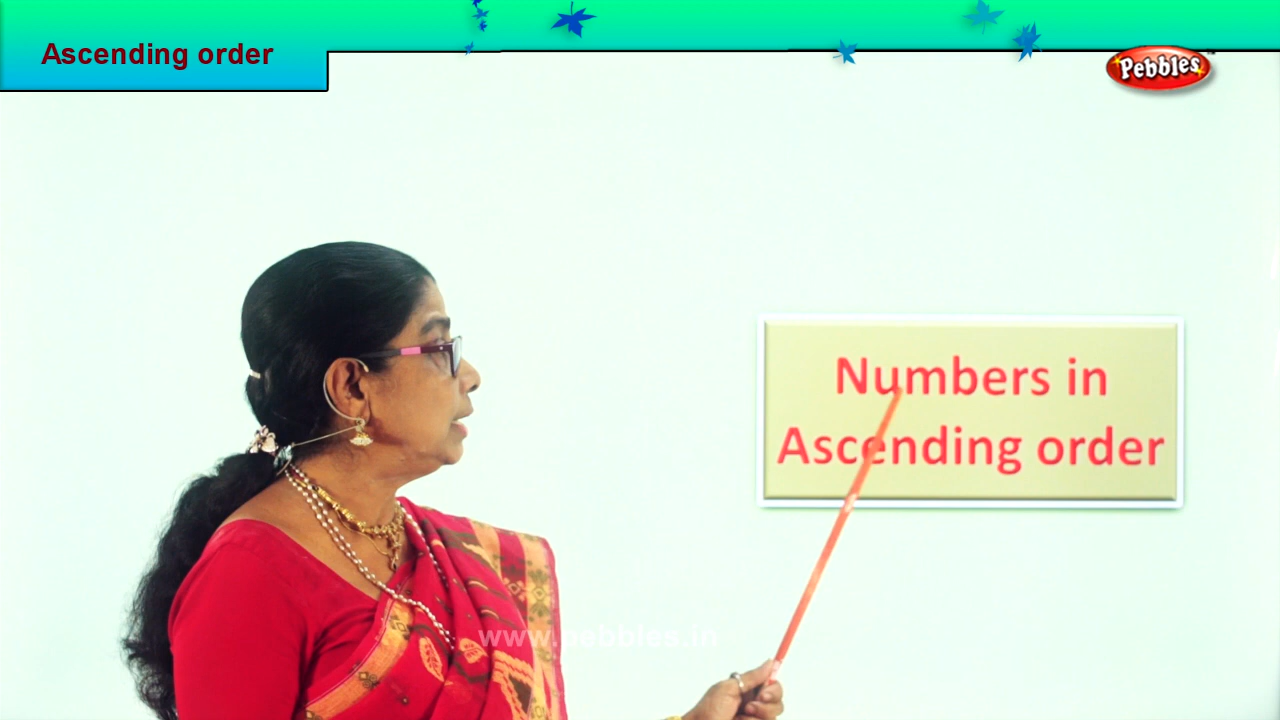 Ascending order
Pebbles
Numbers in
Ascending order
www.pebbles.in